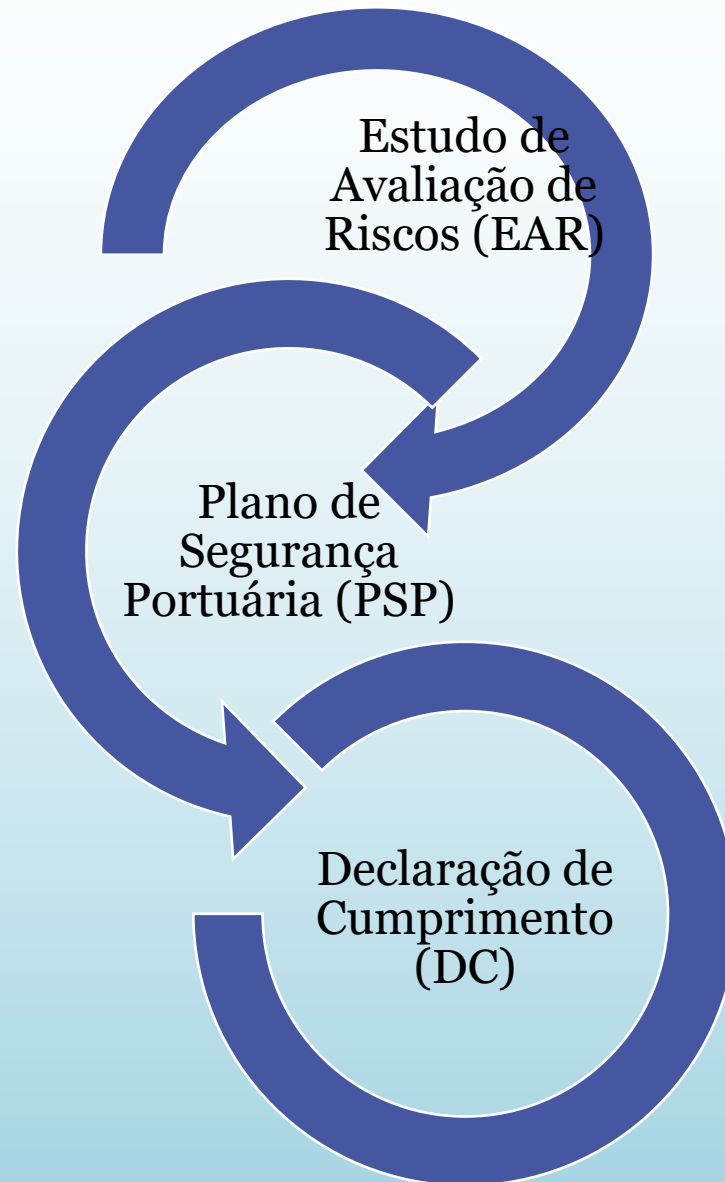 Estudo de
Avaliação de
Riscos (EAR)
Plano de
Segurança
Portuária (PSP)
Declaração de
Cumprimento
(DC)